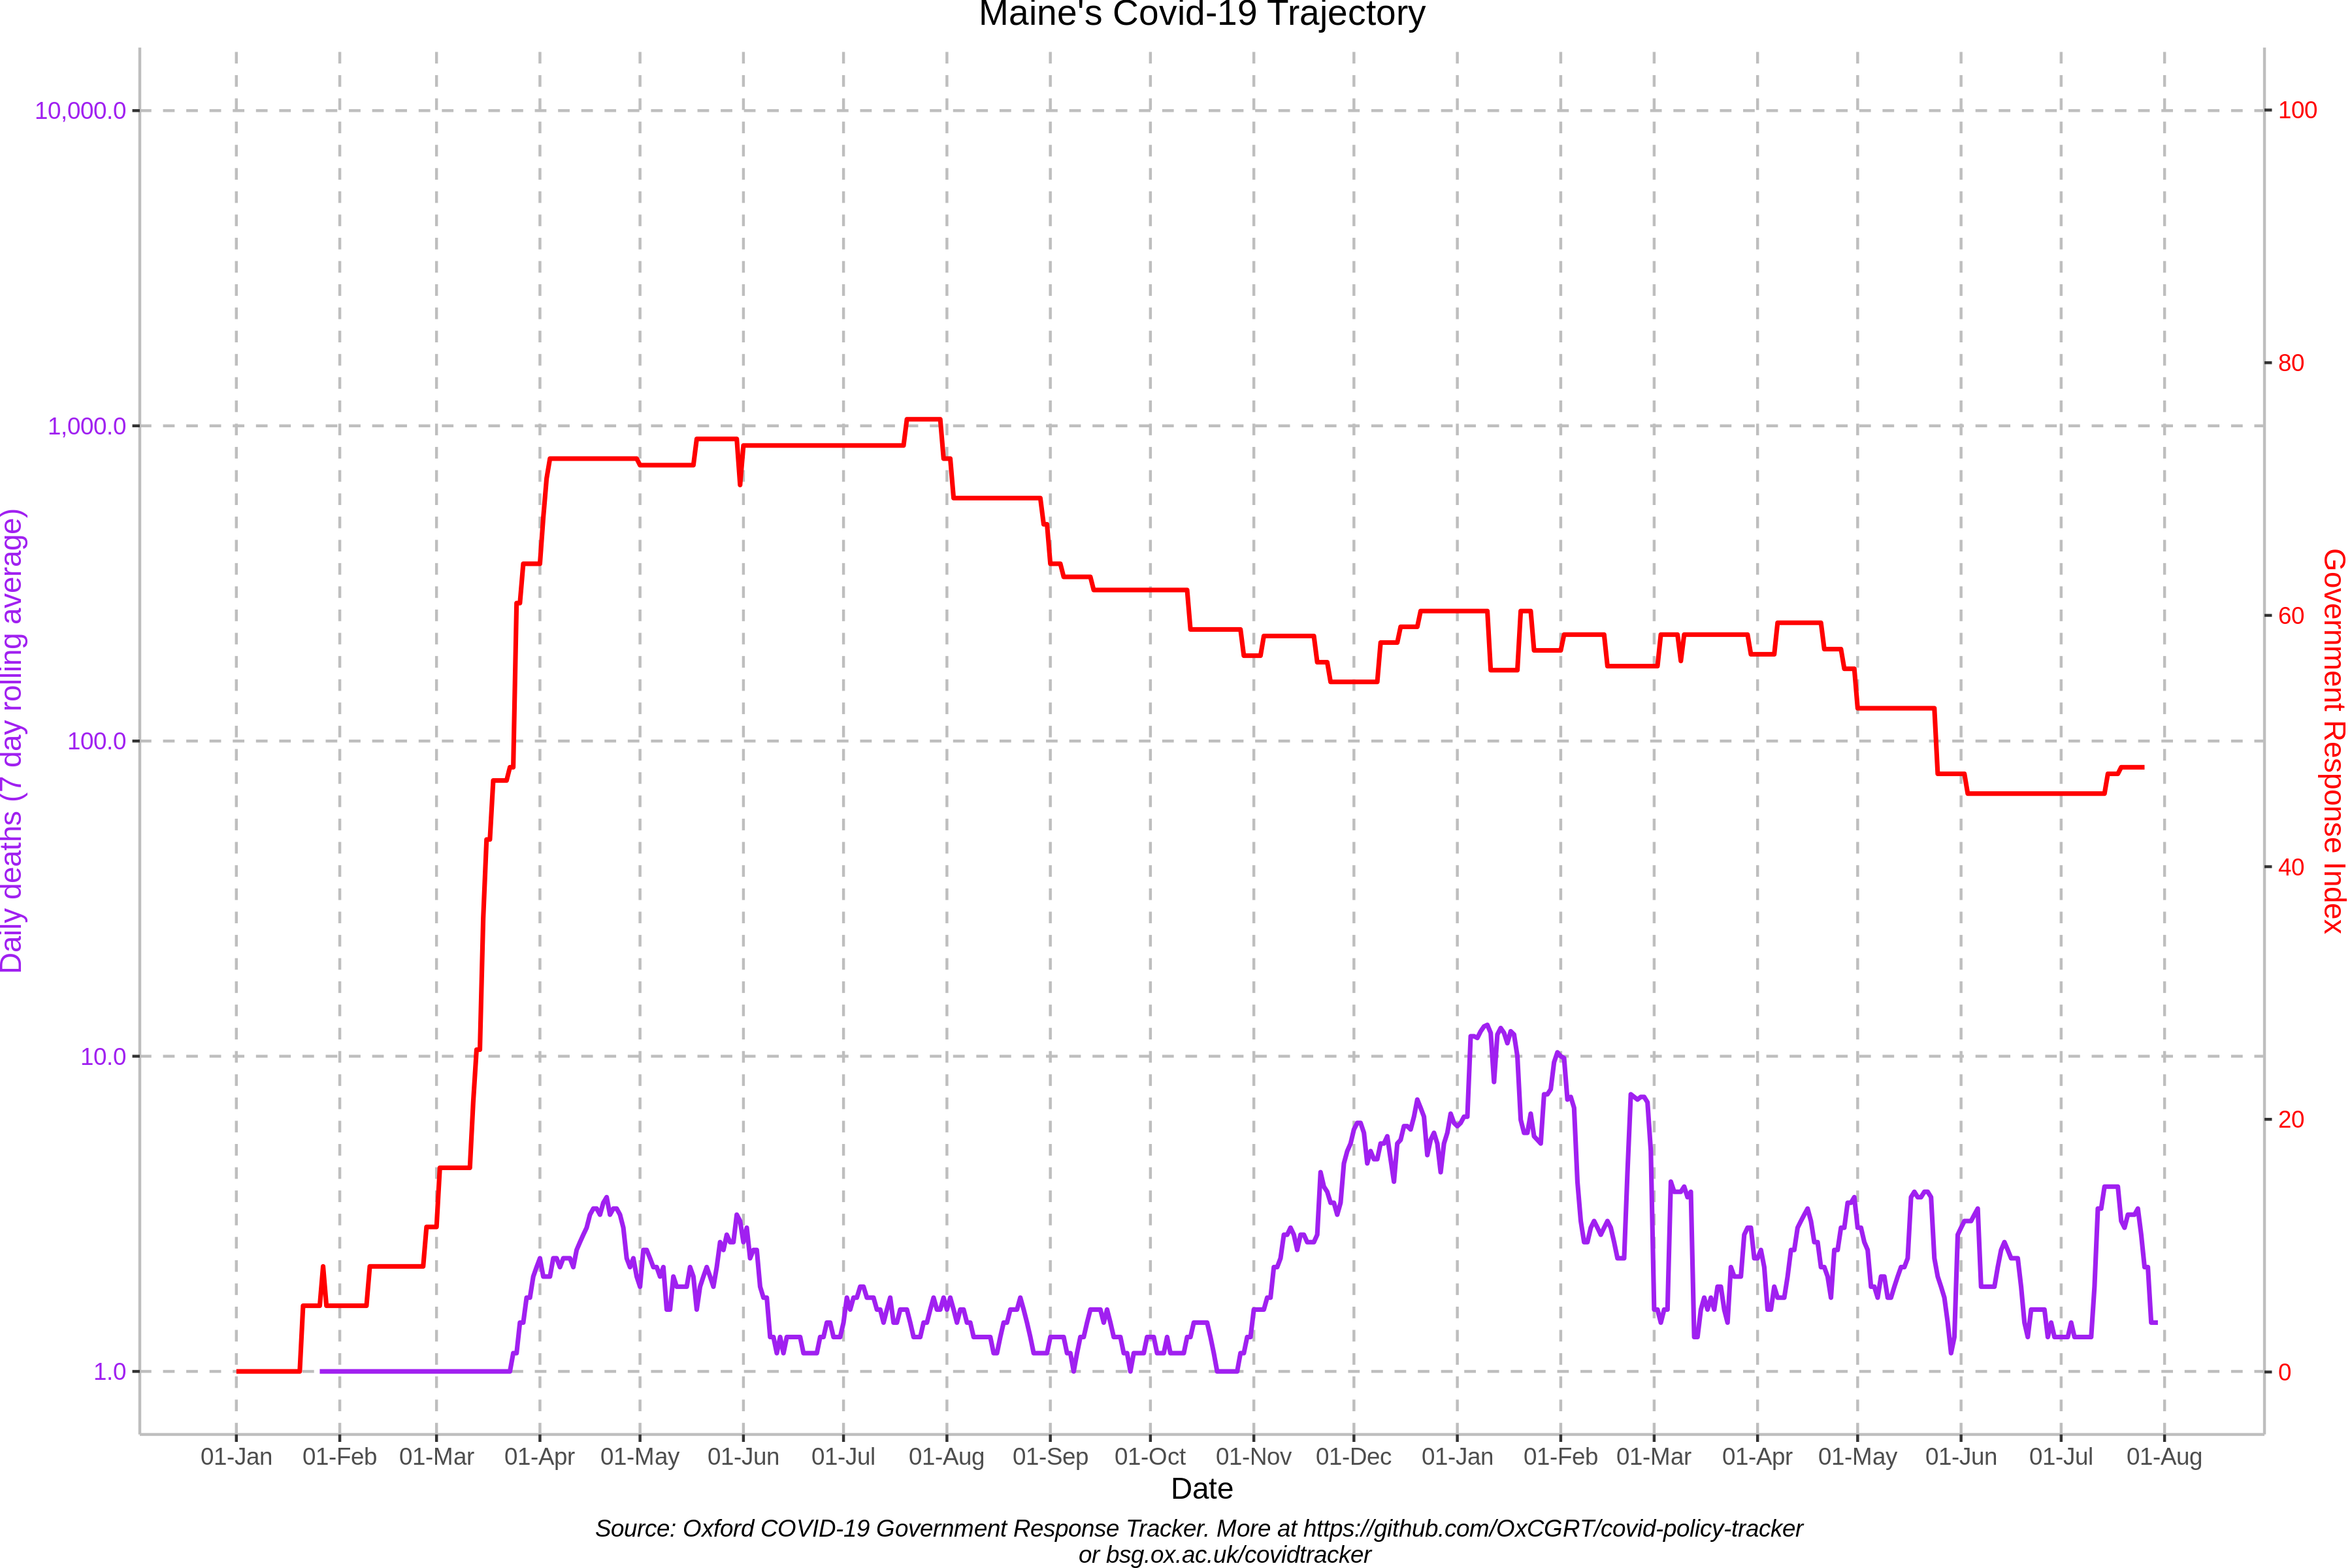 Maine's Covid-19 Trajectory
10,000.0
1,000.0
100.0
10.0
1.0
Daily deaths (7 day rolling average)
100
80
60
40
20
0
Government Response Index
01-Jan 01-Feb 01-Mar 01-Apr 01-May 01-Jun 01-Jul 01-Aug 01-Sep 01-Oct 01-Nov 01-Dec 01-Jan 01-Feb 01-Mar 01-Apr 01-May 01-Jun 01-Jul 01-Aug
Date
Source: Oxford COVID-19 Government Response Tracker. More at https://github.com/OxCGRT/covid-policy-tracker
or bsg.ox.ac.uk/covidtracker